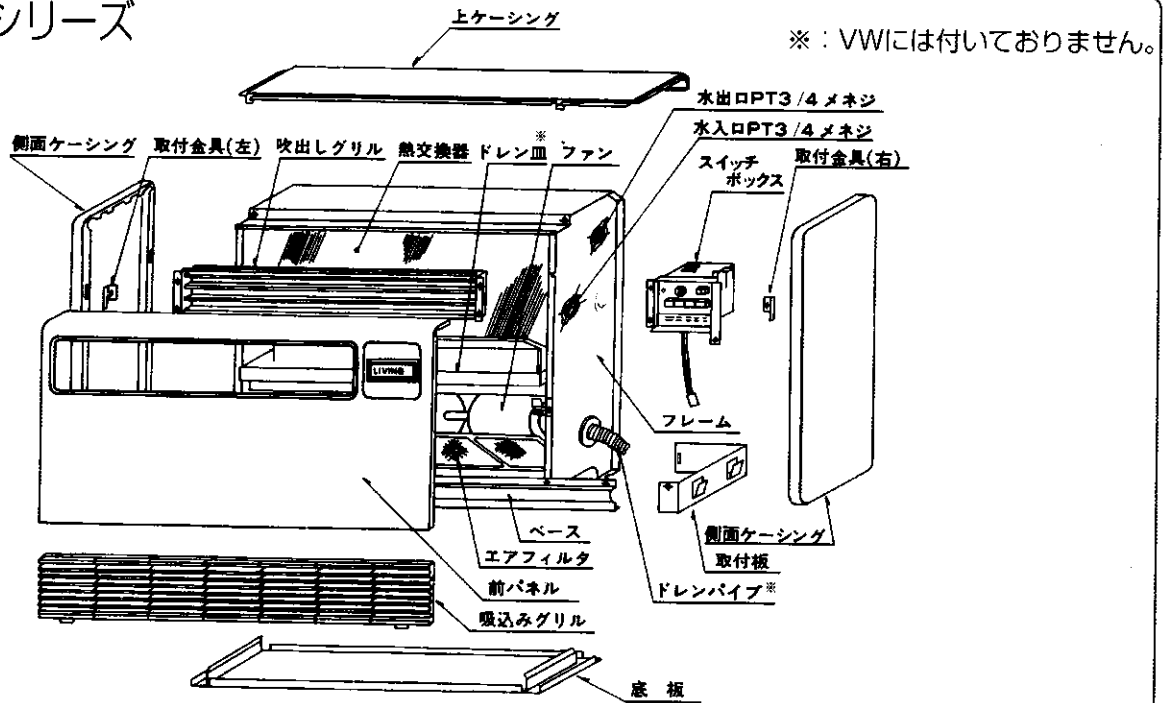 シリーズ
※：VWには付いておりません。
上ケーシング
水出口PT3/4メネジ
水入口PT3/4メネジ
側面ケーシング
取付金具(左)
吹出しグリル
熱交換器
ドレン皿※
ファン
スイッチ
ボックス
取付金具(右)
LIVING
フレーム
ベース
エアフィルタ
前パネル
吸込みグリル
側面ケーシング
取付板
ドレンパイプ※
底板